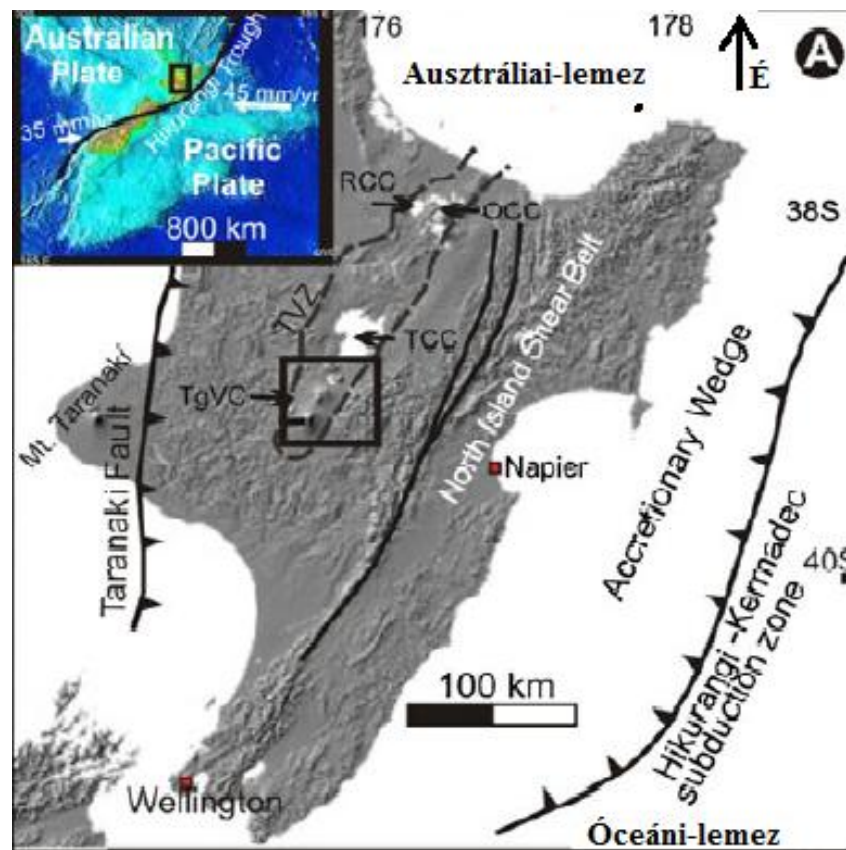 Australian
Plate
Hikurangi Trough
45 mm/yr
35 mm/
Pacific
Plate
800 km
176
178
Ausztráliai-lemez
É
A
RCC
OCC
38S
TVZ
TCC
TgVC
Mt. Taranaki
Taranaki Fault
North Island Shear Belt
Napier
Accretionary Wedge
40S
Hikurangi -Kermadec
subduction zone
100 km
Wellington
Óceáni-lemez